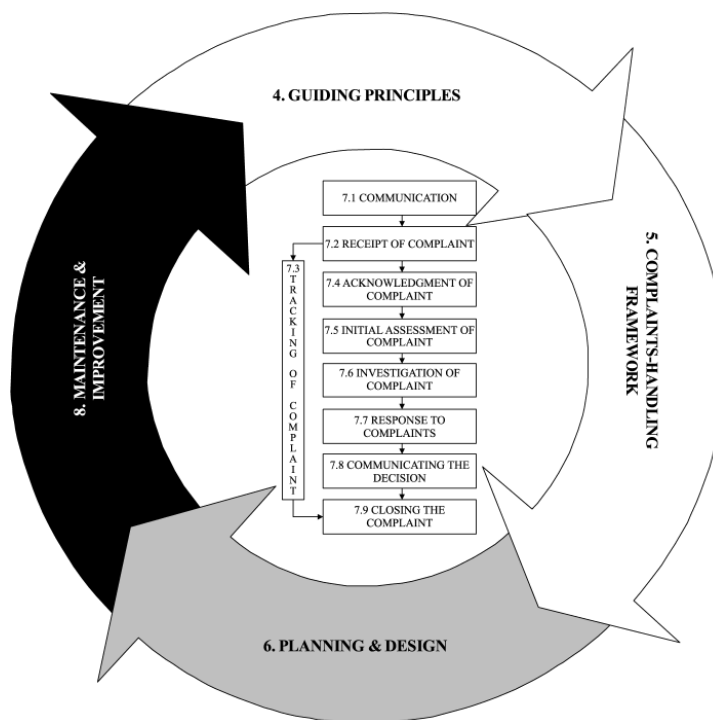 4. GUIDING PRINCIPLES
7.1 COMMUNICATION
7.2 RECEIPT OF COMPLAINT
7.3
TRACKING OF COMPLAINT
7.4 ACKNOWLEDGMENT OF
COMPLAINT
7.5 INITIAL ASSESSMENT OF
COMPLAINT
7.6 INVESTIGATION OF
COMPLAINT
7.7 RESPONSE TO
COMPLAINTS
7.8 COMMUNICATING THE
DECISION
7.9 CLOSING THE
COMPLAINT
5. COMPLAINTS-HANDLING
FRAMEWORK
6. PLANNING & DESIGN
8. MAINTENANCE &
IMPROVEMENT